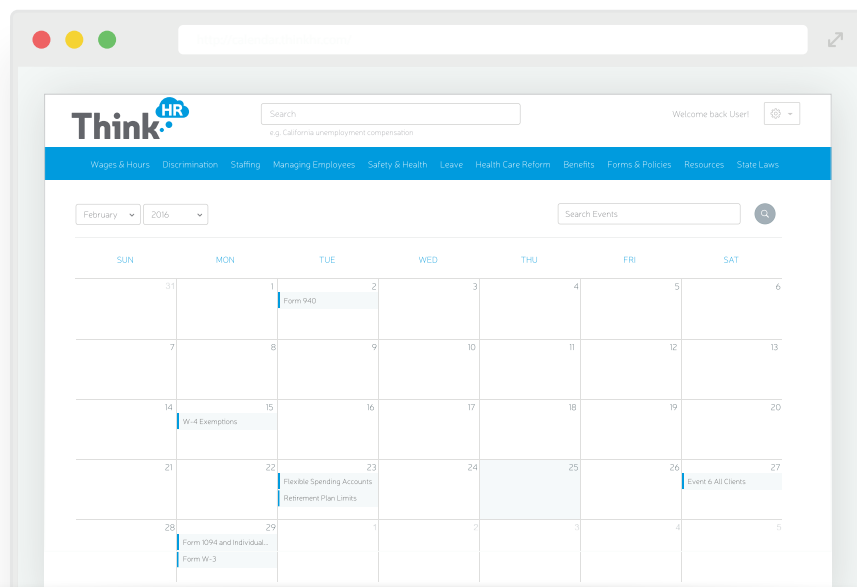 Think HR
Search
Welcome back User!
e.g. California unemployment compensation
Wages & Hours Discrimination Staffing Managing Employees Safety & Health Leave Health Care Reform Benefits Forms & Policies Resources State Laws
February 2016 Search Events
SUN MON TUE WED THU FRI SAT
31 1 2 3 4 5 6
Form 940
7 8 9 10 11 12 13
14 15 16 17 18 19 20
W-4 Exemptions
21 22 23 24 25 26 27
Flexible Spending Accounts Event 6 All Clients
Retirement Plan Limits
28 29 1 2 3 4 5
Form 1094 and Individual...
Form W-3